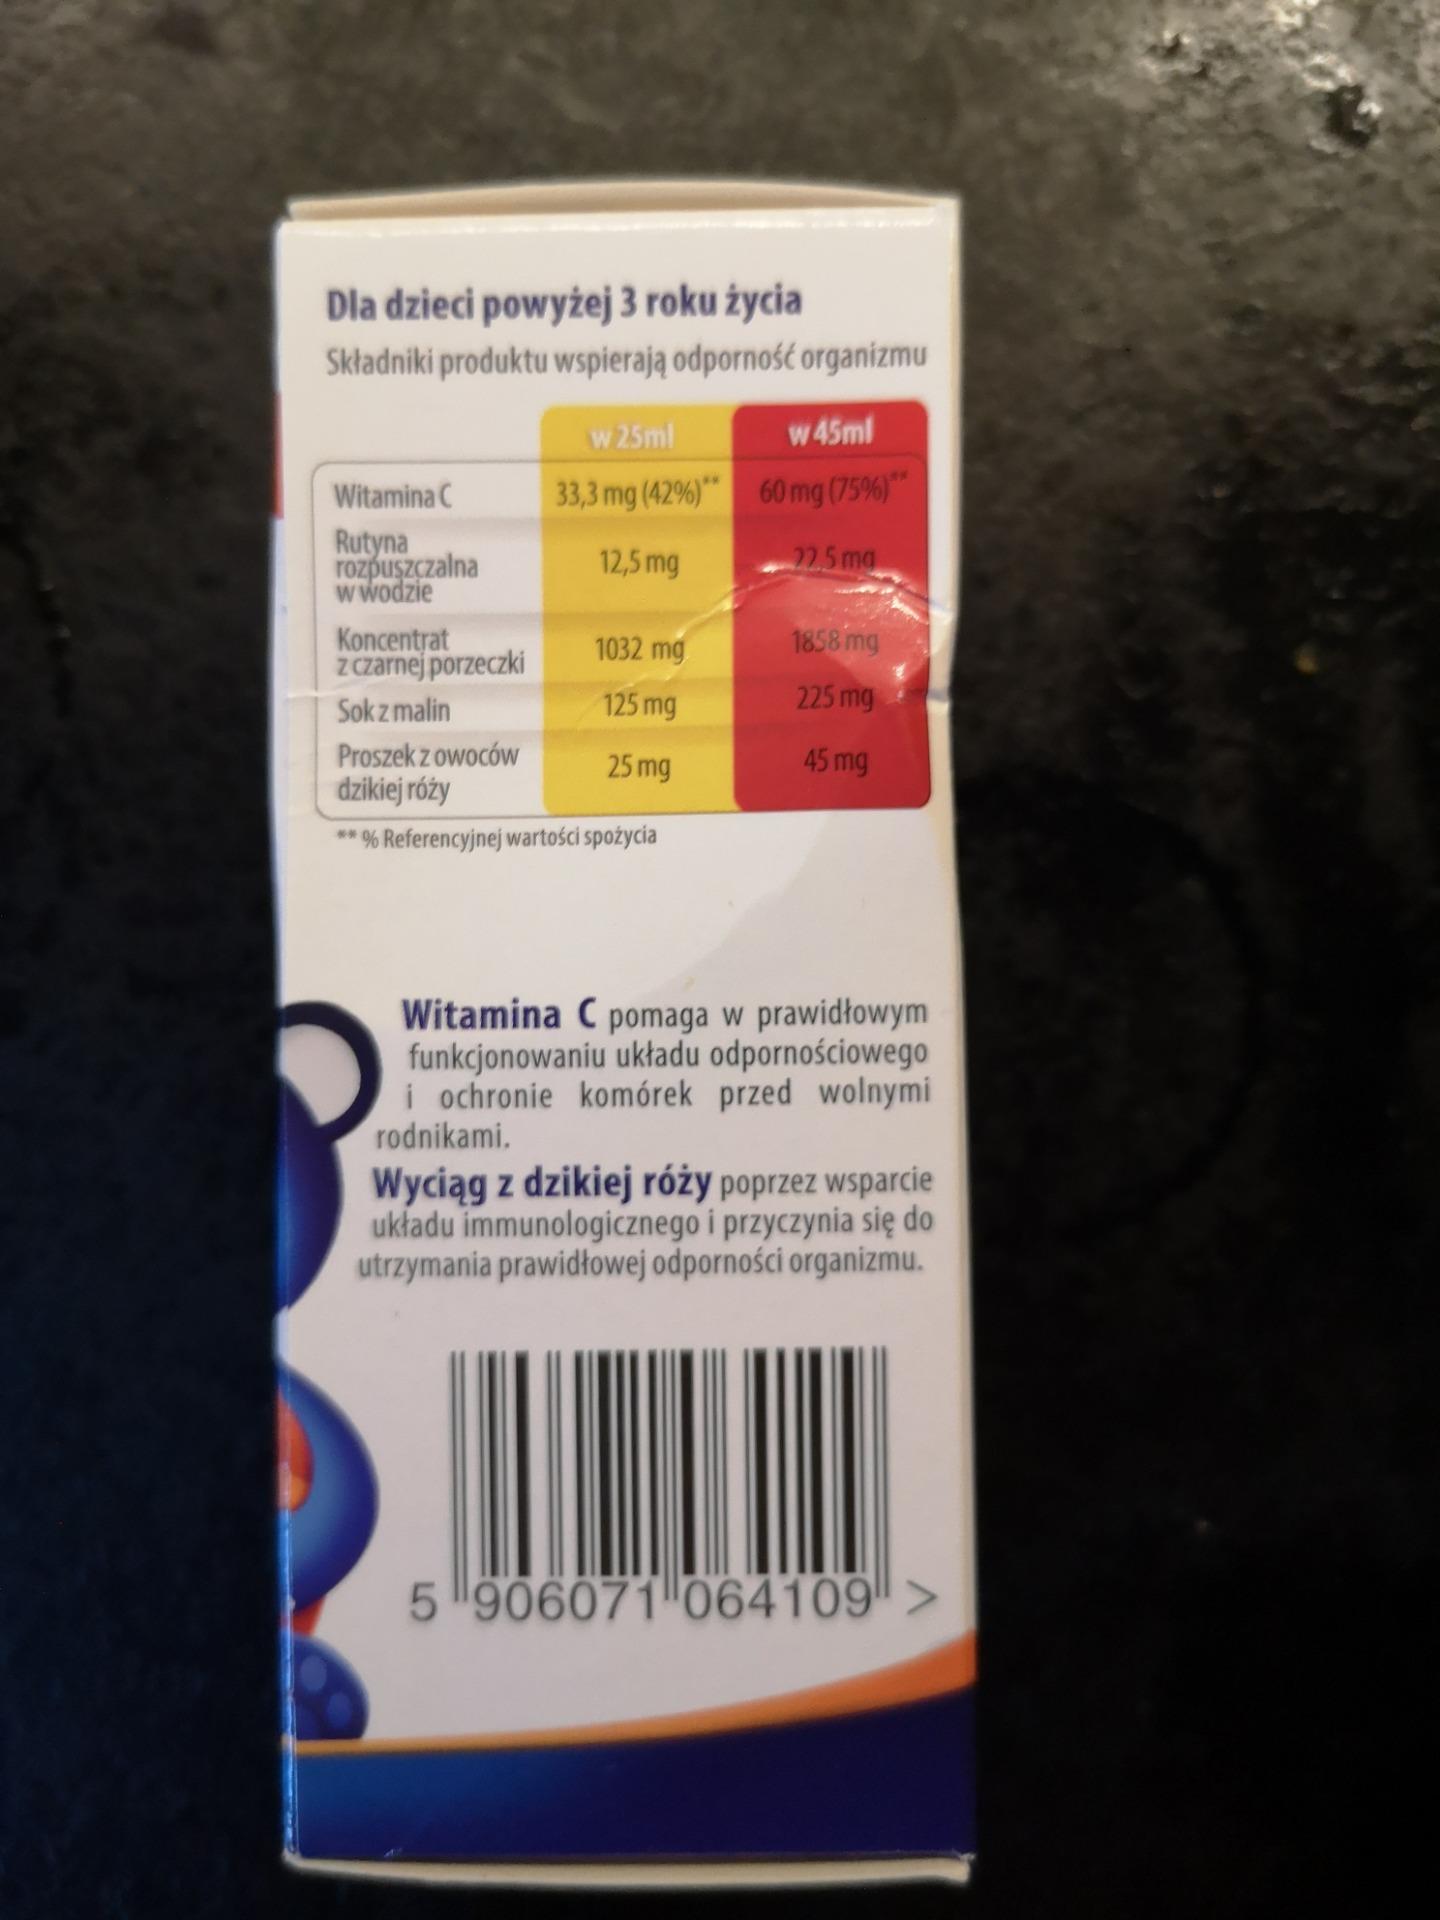 Dla dzieci powyżej 3 roku życia
Składniki produktu wspierają odporność organizmu
w 25ml w 45ml
Witamina C 33,3 mg (42%)** 60 mg (75%)**
Rutyna
rozpuszczalna
w wodzie
12,5 mg 22,5 mg
Koncentrat
z czarnej porzeczki
1032 mg 1858 mg
Sok z malin 125 mg 225 mg
Proszek z owoców
dzikiej róży
25 mg 45 mg
** % Referencyjnej wartości spożycia
Witamina C pomaga w prawidłowym
funkcjonowaniu układu odpornościowego
i ochronie komórek przed wolnymi
rodnikami.
Wyciąg z dzikiej róży poprzez wsparcie
układu immunologicznego i przyczynia się do
utrzymania prawidłowej odporności organizmu.
5 906071 064109 >